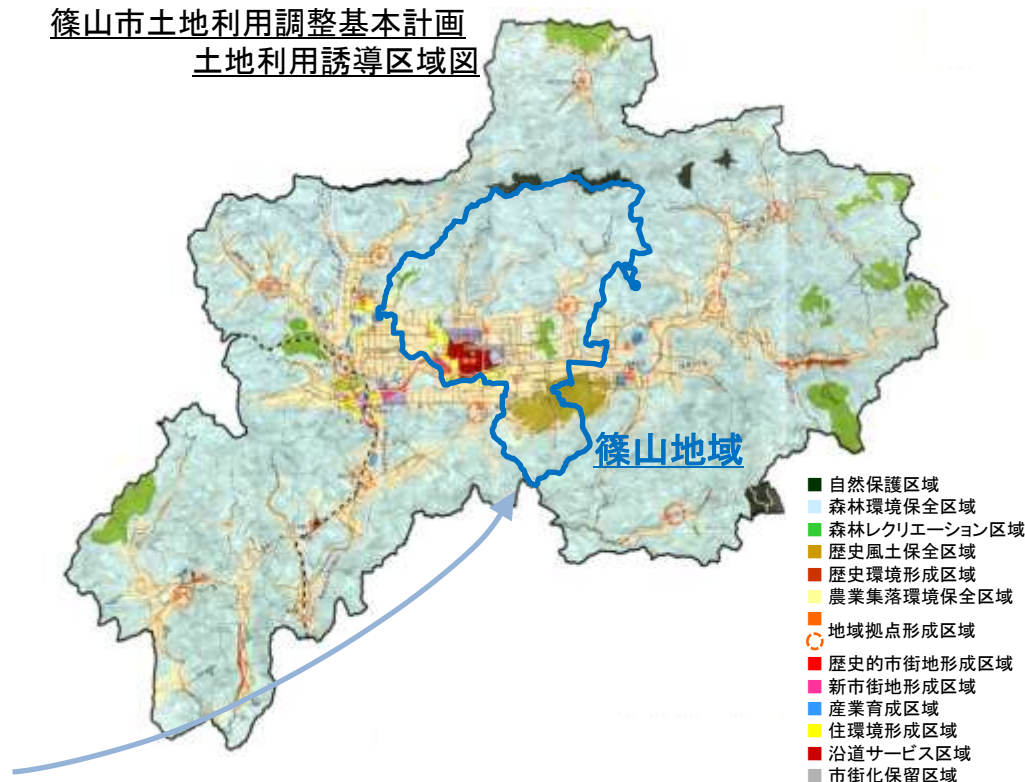 篠山市土地利用調整基本計画
土地利用誘導区域図
篠山地域
自然保護区域
森林環境保全区域
森林レクリエーション区域
歴史風土保全区域
歴史環境形成区域
農業集落環境保全区域
地域拠点形成区域
歴史的市街地形成区域
新市街地形成区域
産業育成区域
住環境形成区域
沿道サービス区域
市街化保留区域